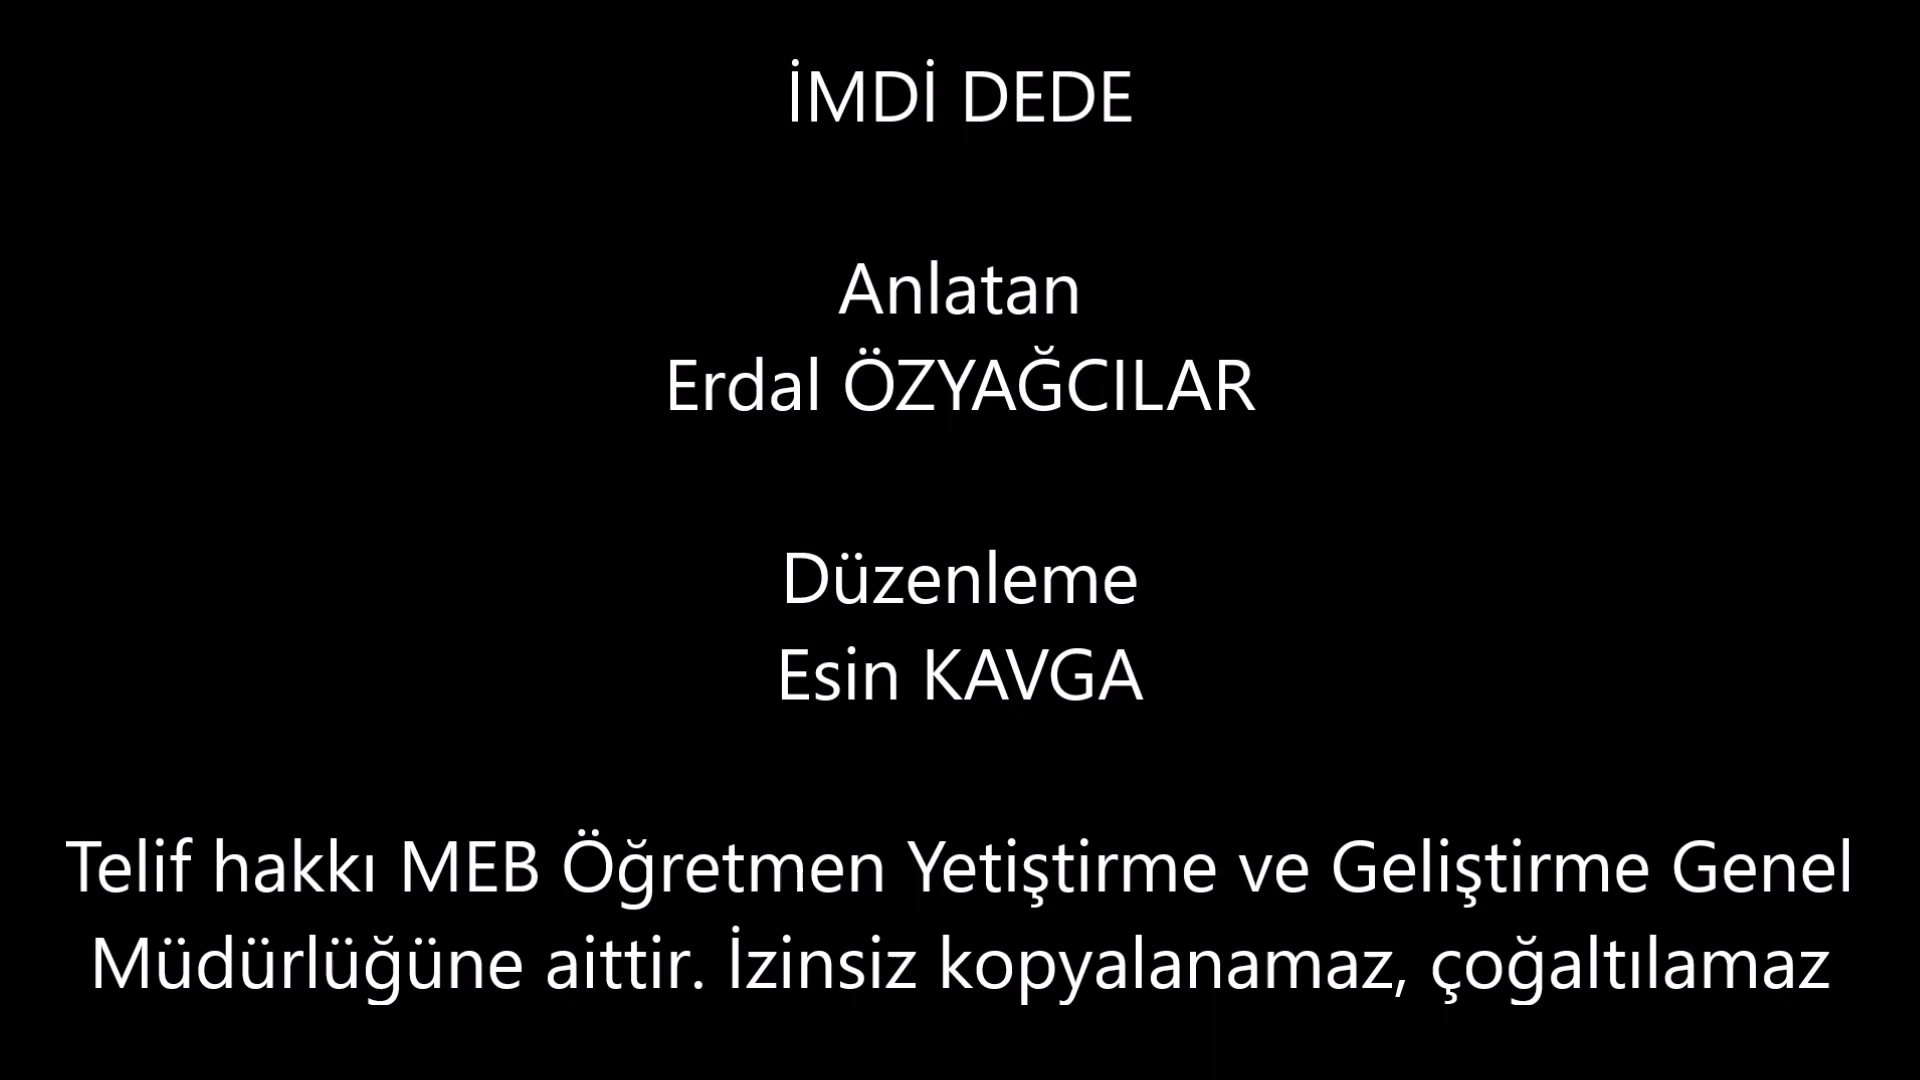 İMDİ DEDE
Anlatan
Erdal ÖZYAĞCILAR
Düzenleme
Esin KAVGA
Telif hakkı MEB Öğretmen Yetiştirme ve Geliştirme Genel
Müdürlüğüne aittir. İzinsiz kopyalanamaz, çoğaltılamaz